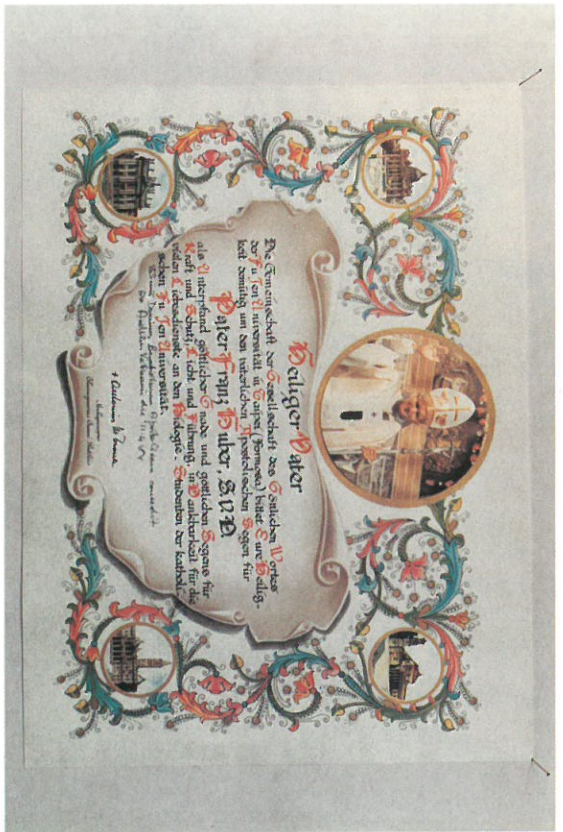 Heiliger Vater
Die Gemeinschaft der Gesellschaft des Göttlichen Wortes
der Fu Jen Universität in Taipei (Formosa) bittet Eure Heilig-
keit demütig um den väterlichen Apostolischen Segen für
Pater Franz Huber, S.V.D.
als Unterpfand göttlicher Gnade und göttlichen Segens für
Kraft und Schutz, Licht und Führung, in Dankbarkeit für die
vielen Liebesdienste an den Biologie-Studenten der katholi-
schen Fu Jen Universität.